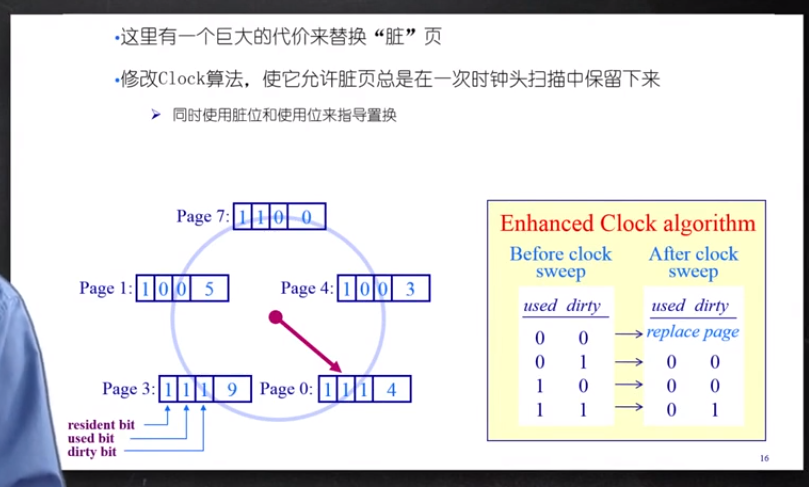 •这里有一个巨大的代价来替换“脏”页
•修改Clock算法，使它允许脏页总是在一次时钟头扫描中保留下来
➢ 同时使用脏位和使用位来指导置换
Page 7: 1 1 0 0
Page 1: 1 0 0 5
Page 4: 1 0 0 3
Page 3: 1 1 1 9
Page 0: 1 1 1 4
resident bit
used bit
dirty bit
Enhanced Clock algorithm
Before clock sweep
After clock sweep
used dirty
used dirty
0 0 → replace page
0 1 → 0 0
1 0 → 0 0
1 1 → 0 1
16